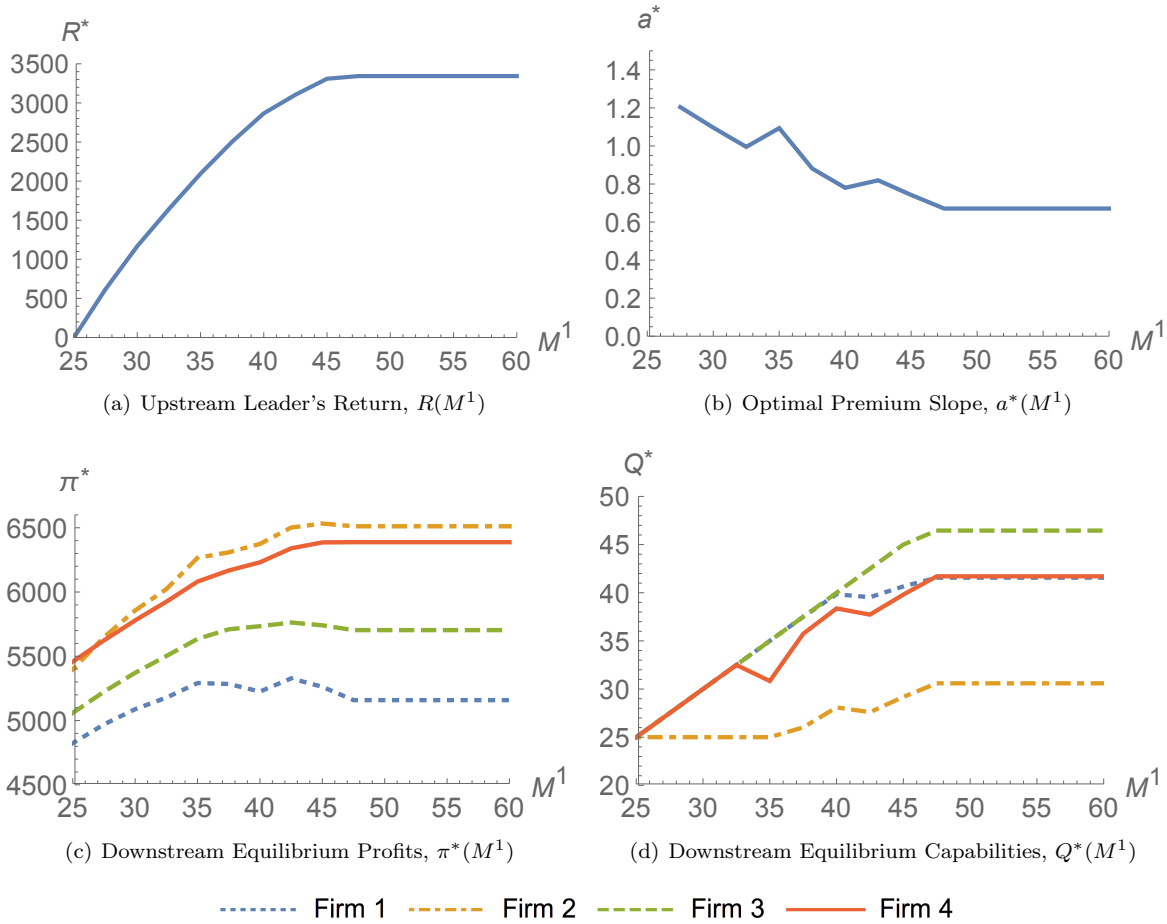 R*
3500
3000
2500
2000
1500
1000
500
0
25 30 35 40 45 50 55 60 M¹
(a) Upstream Leader's Return, R(M¹)
a*
1.4
1.2
1.0
0.8
0.6
0.4
0.2
0.0
25 30 35 40 45 50 55 60 M¹
(b) Optimal Premium Slope, a*(M¹)
π*
6500
6000
5500
5000
4500
25 30 35 40 45 50 55 60 M¹
(c) Downstream Equilibrium Profits, π*(M¹)
Q*
50
45
40
35
30
25
20
25 30 35 40 45 50 55 60 M¹
(d) Downstream Equilibrium Capabilities, Q*(M¹)
Firm 1 Firm 2 Firm 3 Firm 4